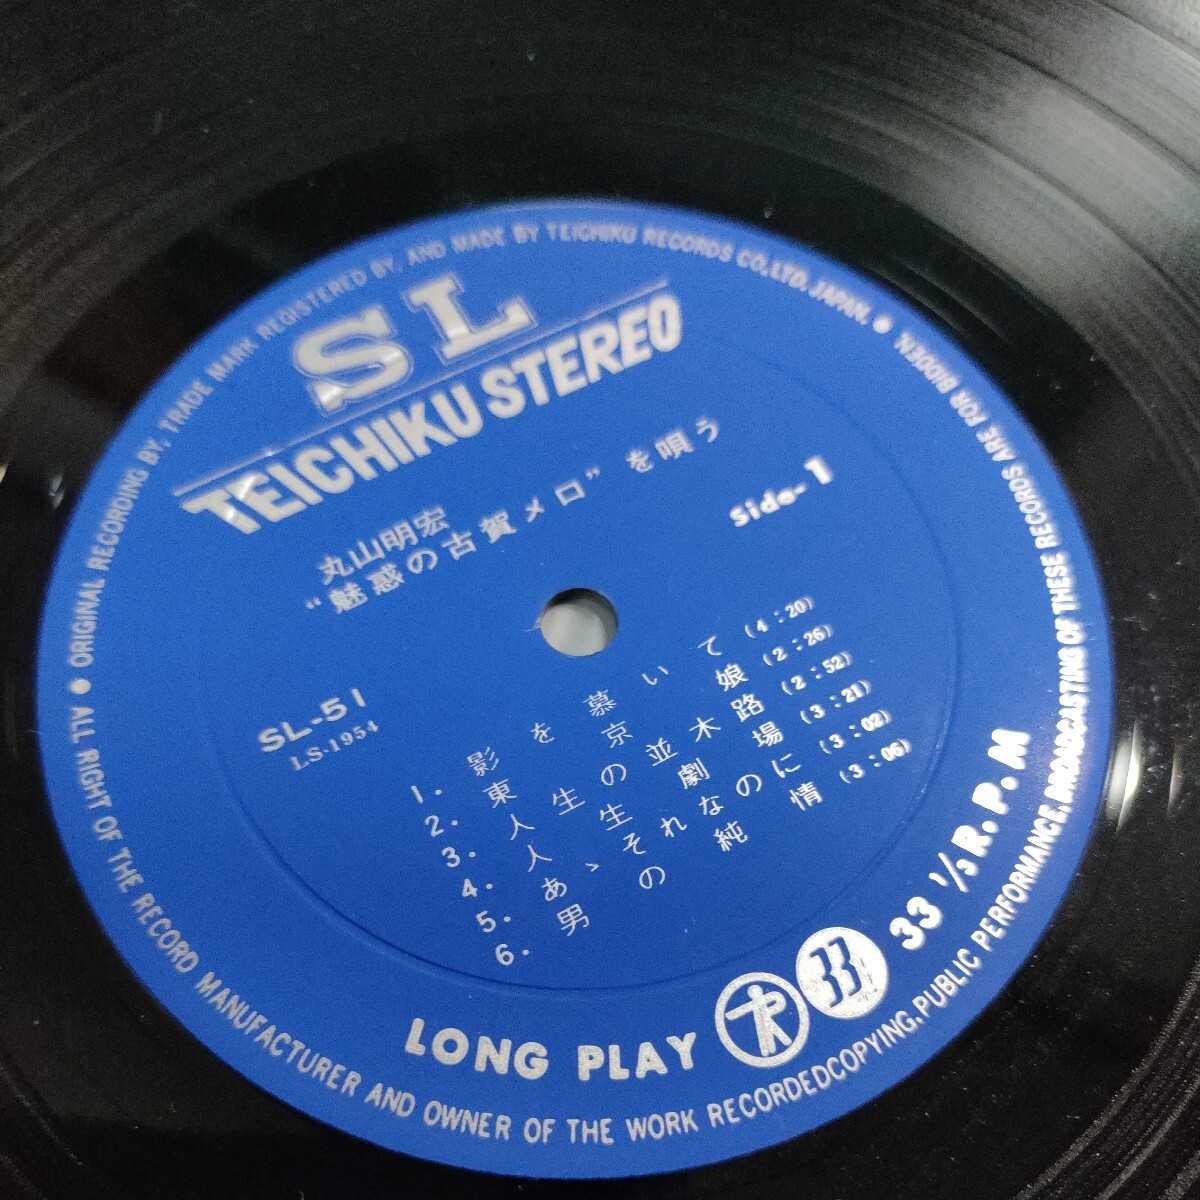 ALL RIGHT OF THE RECORD MANUFACTURER AND OWNER OF THE WORK RECORDED COPYING, PUBLIC PERFORMANCE, BROADCASTING OF THESE RECORDS ARE FOR BIDDEN. ● ORIGINAL RECORDING BY, TRADE MARK REGISTERED BY, AND MADE BY TEICHIKU RECORDS CO., LTD. JAPAN. ●
SL
TEICHIKU STEREO
丸山明宏
“魅惑の古賀メロ”を唄う
Side-1
SL-51
LS-1954
1. 影を慕いて (4:20)
2. 東京娘 (2:26)
3. 人生の並木路 (2:52)
4. 人生劇場 (3:21)
5. あゝそれなのに (3:02)
6. 男の純情 (3:06)
LONG PLAY 33 33 1/3 R.P.M